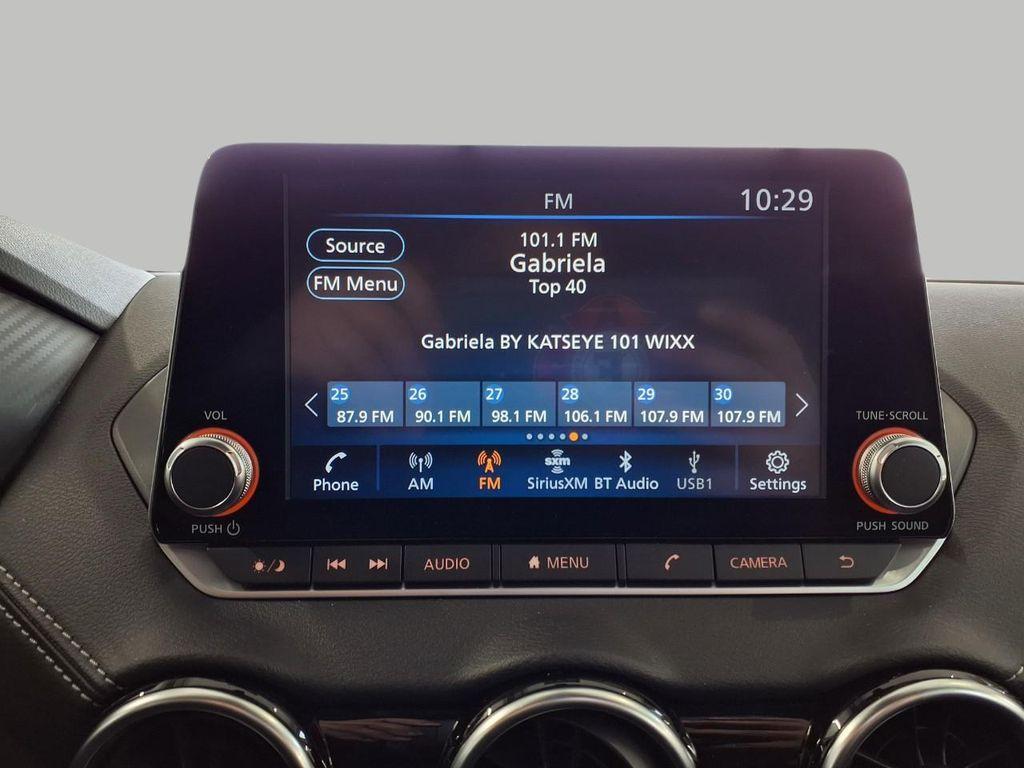 FM 10:29
Source
FM Menu
101.1 FM
Gabriela
Top 40
Gabriela BY KATSEYE 101 WIXX
25 26 27 28 29 30
87.9 FM 90.1 FM 98.1 FM 106.1 FM 107.9 FM 107.9 FM
VOL
TUNE·SCROLL
sxm
Phone AM FM SiriusXM BT Audio USB1 Settings
PUSH
PUSH SOUND
AUDIO MENU CAMERA